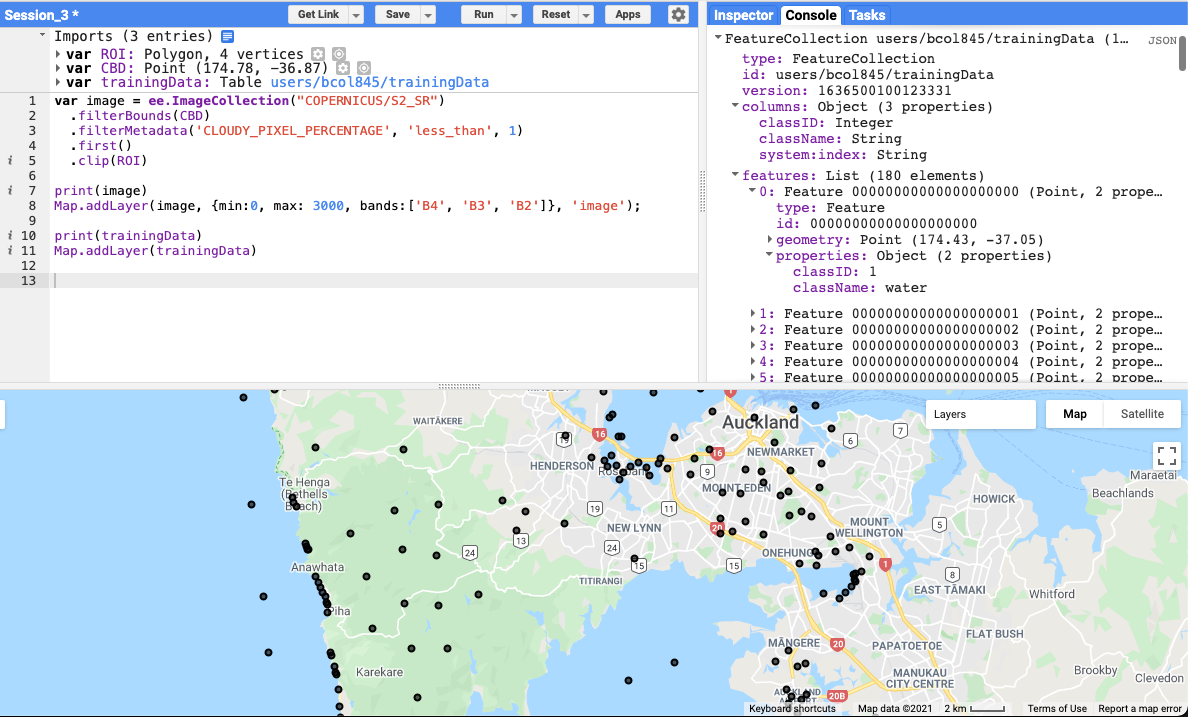 Session_3 *
Get Link
Save
Run
Reset
Apps
Inspector
Console
Tasks
Imports (3 entries)
var ROI: Polygon, 4 vertices
var CBD: Point (174.78, -36.87)
var trainingData: Table users/bcol845/trainingData
1 var image = ee.ImageCollection("COPERNICUS/S2_SR")
2 .filterBounds(CBD)
3 .filterMetadata('CLOUDY_PIXEL_PERCENTAGE', 'less_than', 1)
4 .first()
i 5 .clip(ROI)
6
i 7 print(image)
8 Map.addLayer(image, {min:0, max: 3000, bands:['B4', 'B3', 'B2']}, 'image');
9
i 10 print(trainingData)
i 11 Map.addLayer(trainingData)
12
13
FeatureCollection users/bcol845/trainingData (1…
JSON
type: FeatureCollection
id: users/bcol845/trainingData
version: 1636500100123331
columns: Object (3 properties)
classID: Integer
className: String
system:index: String
features: List (180 elements)
0: Feature 00000000000000000000 (Point, 2 prope…
type: Feature
id: 00000000000000000000
geometry: Point (174.43, -37.05)
properties: Object (2 properties)
classID: 1
className: water
1: Feature 00000000000000000001 (Point, 2 prope…
2: Feature 00000000000000000002 (Point, 2 prope…
3: Feature 00000000000000000003 (Point, 2 prope…
4: Feature 00000000000000000004 (Point, 2 prope…
5: Feature 00000000000000000005 (Point, 2 prope…
Layers
Map
Satellite
1
WAITĀKERE
Auckland
16
19
7
6
16
NEWMARKET
HENDERSON
9
Maraetai
Te Henga
(Bethells
Beach)
MOUNT EDEN
Beachlands
HOWICK
19
11
20
NEW LYNN
MOUNT
WELLINGTON
5
13
24
24
ONEHUNGA
15
15
1
Anawhata
TITIRANGI
8
EAST TĀMAKI
Whitford
Piha
FLAT BUSH
MĀNGERE
20
PAPATOETOE
Karekare
MANUKAU
CITY CENTRE
Brookby
Clevedon
AUCKLAND
AIRPORT
20B
Keyboard shortcuts
Map data ©2021
2 km
Terms of Use
Report a map error